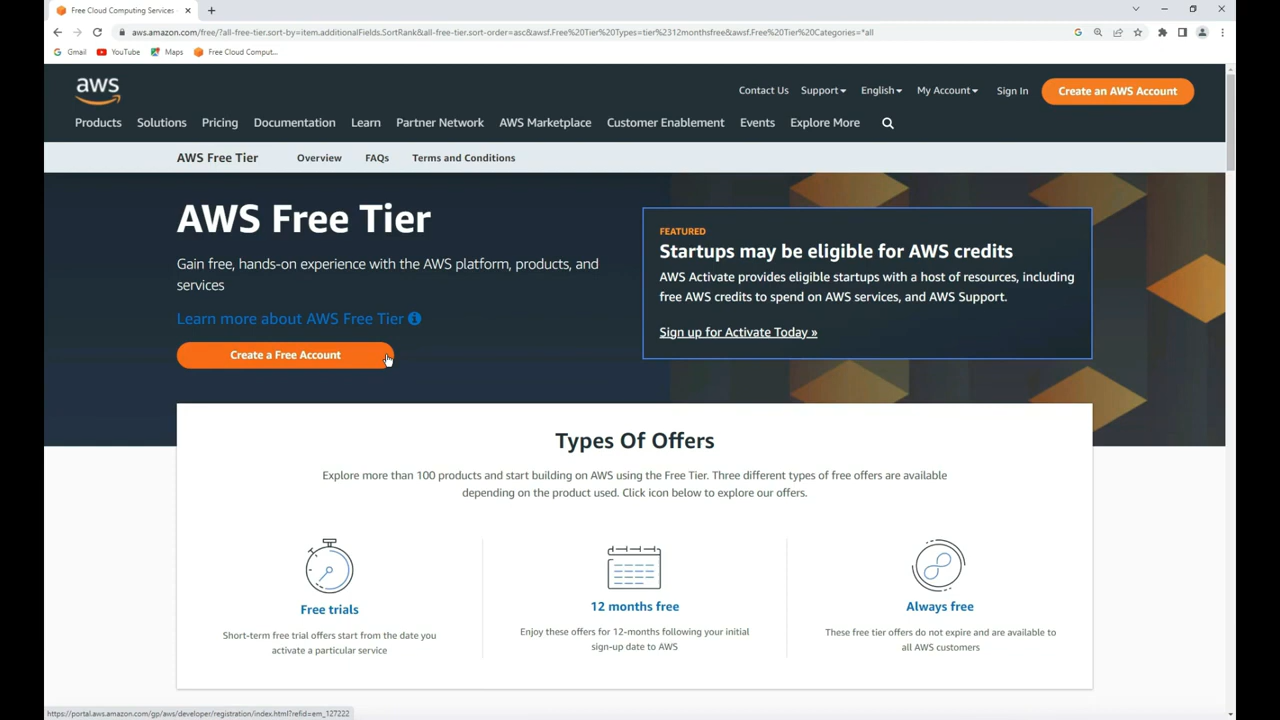 Free Cloud Computing Services -
aws.amazon.com/free/?all-free-tier.sort-by=item.additionalFields.SortRank&all-free-tier.sort-order=asc&awsf.Free%20Tier%20Types=tier%2312monthsfree&awsf.Free%20Tier%20Categories=*all
Gmail YouTube Maps Free Cloud Comput...
aws
Contact Us Support English My Account Sign In Create an AWS Account
Products Solutions Pricing Documentation Learn Partner Network AWS Marketplace Customer Enablement Events Explore More
AWS Free Tier Overview FAQs Terms and Conditions
AWS Free Tier
Gain free, hands-on experience with the AWS platform, products, and
services
Learn more about AWS Free Tier
Create a Free Account
FEATURED
Startups may be eligible for AWS credits
AWS Activate provides eligible startups with a host of resources, including
free AWS credits to spend on AWS services, and AWS Support.
Sign up for Activate Today »
Types Of Offers
Explore more than 100 products and start building on AWS using the Free Tier. Three different types of free offers are available
depending on the product used. Click icon below to explore our offers.
Free trials
Short-term free trial offers start from the date you
activate a particular service
12 months free
Enjoy these offers for 12-months following your initial
sign-up date to AWS
Always free
These free tier offers do not expire and are available to
all AWS customers
https://portal.aws.amazon.com/gp/aws/developer/registration/index.html?refid=em_127222